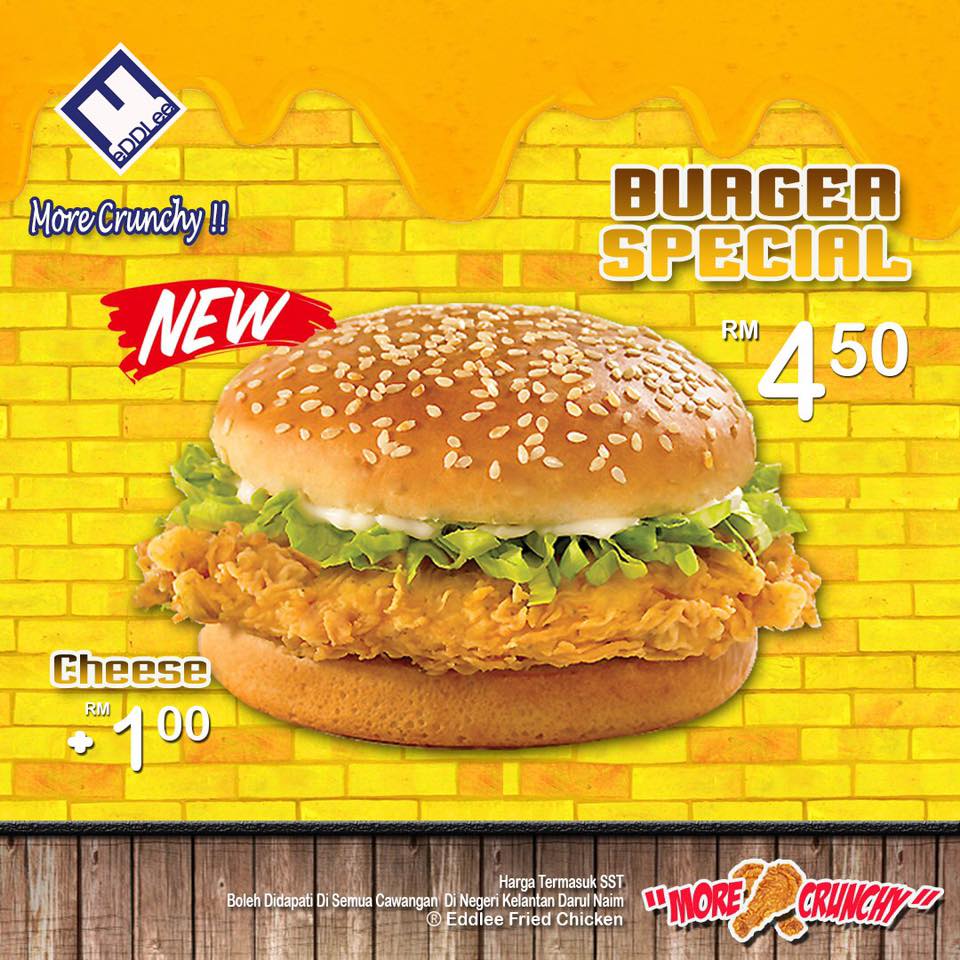 eDDLee
More Crunchy !!
BURGER
SPECIAL
NEW
RM 4 50
Cheese
RM
+ 1 00
Harga Termasuk SST
Boleh Didapati Di Semua Cawangan Di Negeri Kelantan Darul Naim
® Eddlee Fried Chicken
"MORE CRUNCHY"